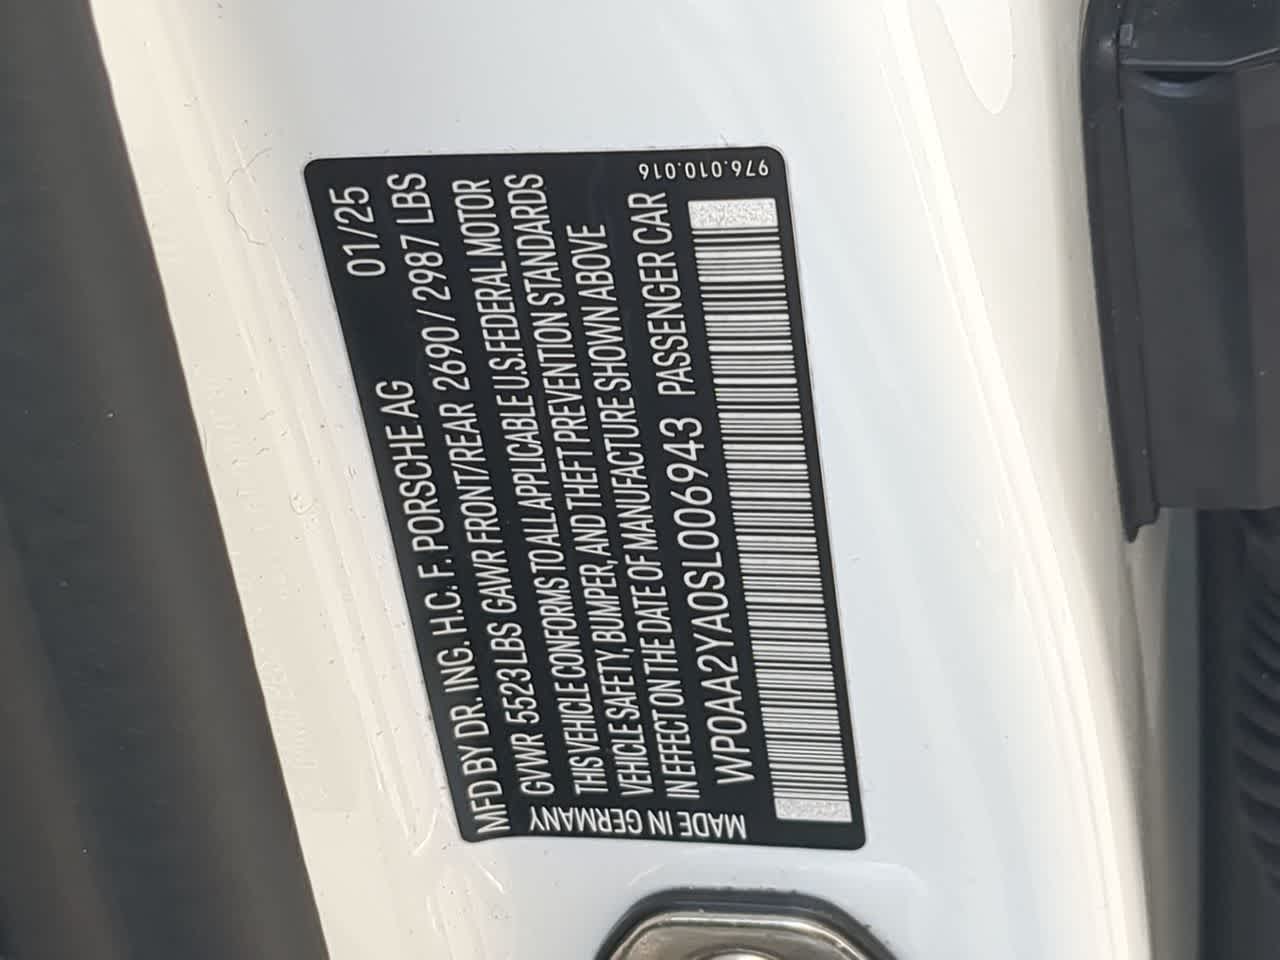 MFD BY DR. ING. H.C. F. PORSCHE AG 01/25
GVWR 5523 LBS GAWR FRONT/REAR 2690 / 2987 LBS
THIS VEHICLE CONFORMS TO ALL APPLICABLE U.S. FEDERAL MOTOR
VEHICLE SAFETY, BUMPER, AND THEFT PREVENTION STANDARDS
IN EFFECT ON THE DATE OF MANUFACTURE SHOWN ABOVE
WP0AA2YA0SL006943 PASSENGER CAR
MADE IN GERMANY
976.010.016